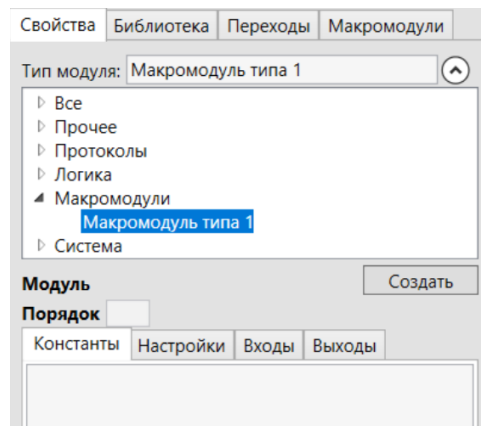 Свойства Библиотека Переходы Макромодули
Тип модуля: Макромодуль типа 1
Все
Прочее
Протоколы
Логика
Макромодули
Макромодуль типа 1
Система
Модуль Создать
Порядок
Константы Настройки Входы Выходы